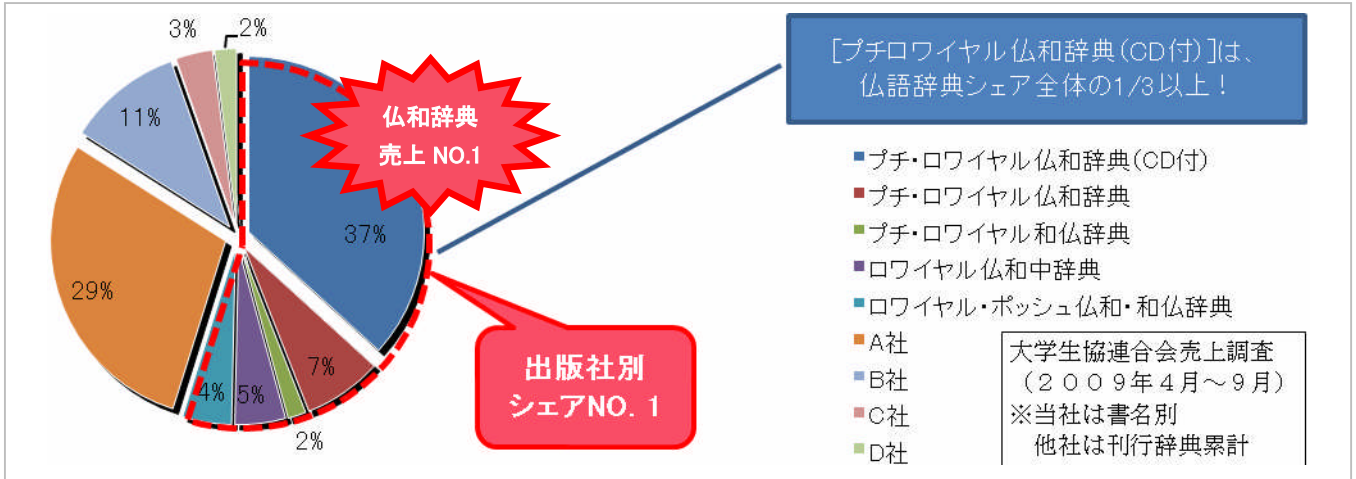 3%
2%
11%
29%
37%
7%
2%
5%
4%
仏和辞典
売上 NO.1
出版社別
シェアNO. 1
[プチロワイヤル仏和辞典(CD付)]は、
仏語辞典シェア全体の1/3以上！
プチ・ロワイヤル仏和辞典(CD付)
プチ・ロワイヤル仏和辞典
プチ・ロワイヤル和仏辞典
ロワイヤル仏和中辞典
ロワイヤル・ポッシュ仏和・和仏辞典
A社
B社
C社
D社
大学生協連合会売上調査
（２００９年４月～９月）
※当社は書名別
他社は刊行辞典累計